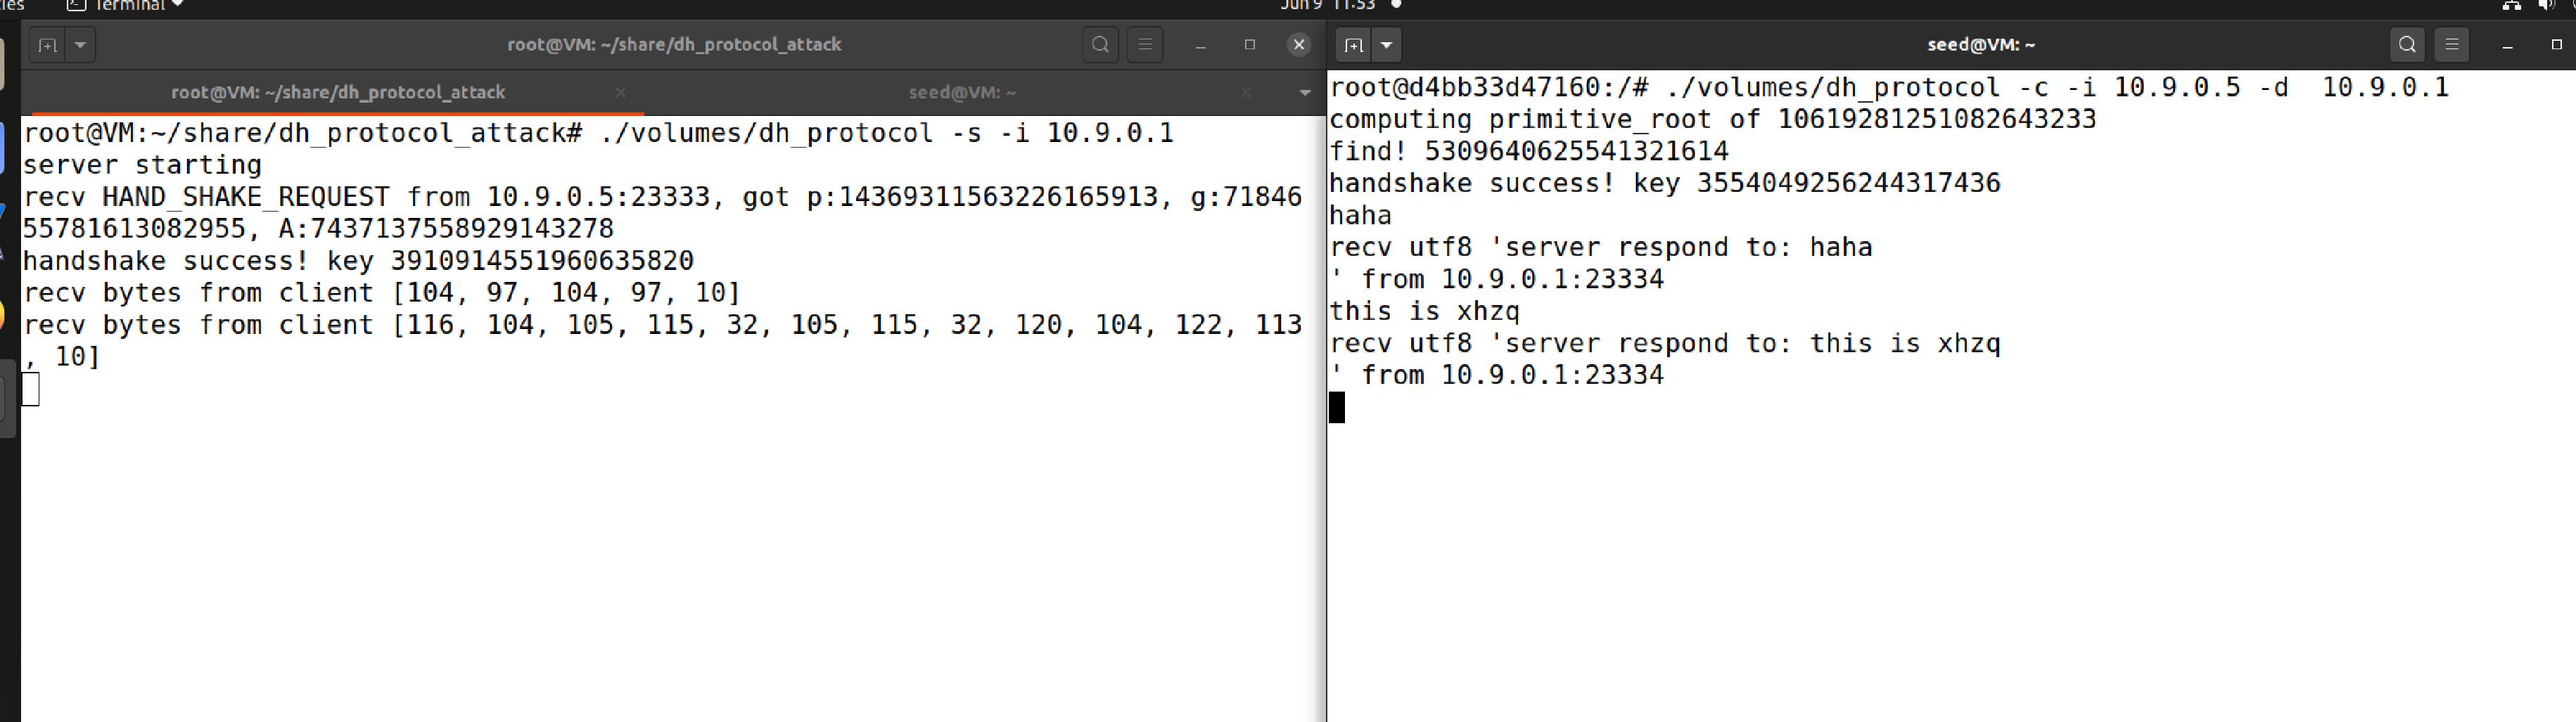 Terminal
Jun 9 11:53
root@VM: ~/share/dh_protocol_attack
root@VM: ~/share/dh_protocol_attack
seed@VM: ~
root@VM:~/share/dh_protocol_attack# ./volumes/dh_protocol -s -i 10.9.0.1
server starting
recv HAND_SHAKE_REQUEST from 10.9.0.5:23333, got p:14369311563226165913, g:71846
55781613082955, A:7437137558929143278
handshake success! key 3910914551960635820
recv bytes from client [104, 97, 104, 97, 10]
recv bytes from client [116, 104, 105, 115, 32, 105, 115, 32, 120, 104, 122, 113
, 10]
seed@VM: ~
root@d4bb33d47160:/# ./volumes/dh_protocol -c -i 10.9.0.5 -d  10.9.0.1
computing primitive_root of 10619281251082643233
find! 5309640625541321614
handshake success! key 3554049256244317436
haha
recv utf8 'server respond to: haha
' from 10.9.0.1:23334
this is xhzq
recv utf8 'server respond to: this is xhzq
' from 10.9.0.1:23334